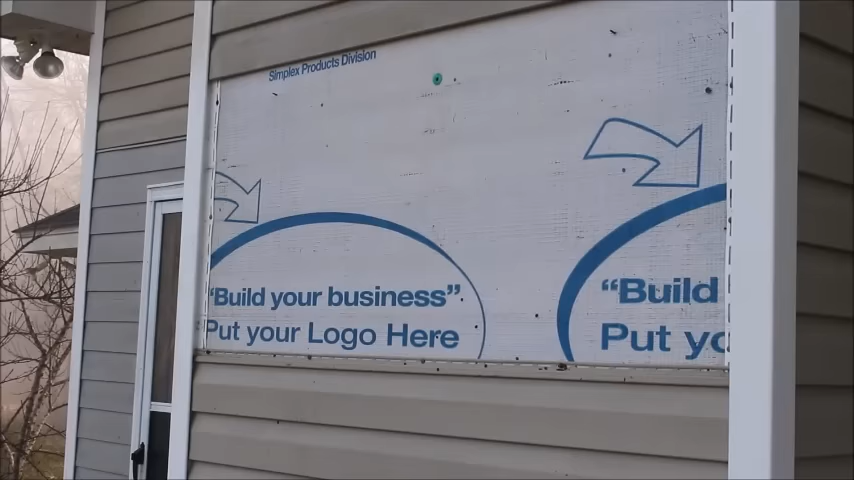 Simplex Products Division
"Build your business"
Put your Logo Here
"Build
Put yo